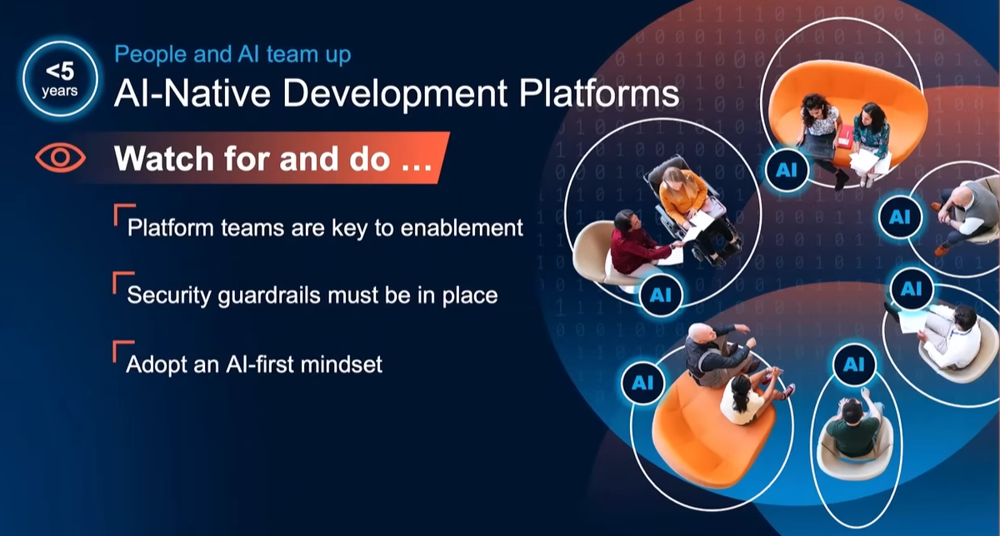 <5
years
People and AI team up
AI-Native Development Platforms
Watch for and do ...
Platform teams are key to enablement
Security guardrails must be in place
Adopt an AI-first mindset
AI
AI
AI
AI
AI
AI